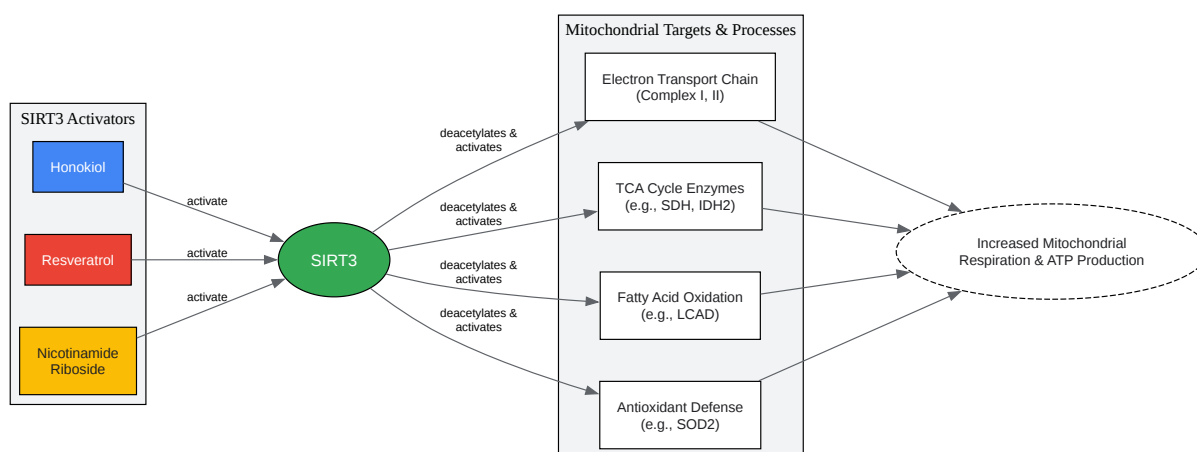 SIRT3 Activators
Honokiol
Resveratrol
Nicotinamide
Riboside
activate
activate
activate
SIRT3
deacetylates &
activates
deacetylates &
activates
deacetylates &
activates
deacetylates &
activates
Mitochondrial Targets & Processes
Electron Transport Chain
(Complex I, II)
TCA Cycle Enzymes
(e.g., SDH, IDH2)
Fatty Acid Oxidation
(e.g., LCAD)
Antioxidant Defense
(e.g., SOD2)
Increased Mitochondrial
Respiration & ATP Production